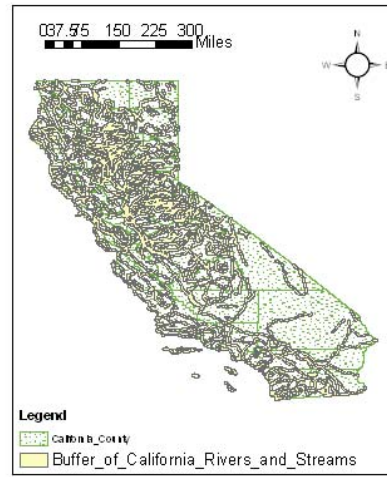 037.575 150 225 300
Miles
N
W E
S
Legend
California_County
Buffer_of_California_Rivers_and_Streams